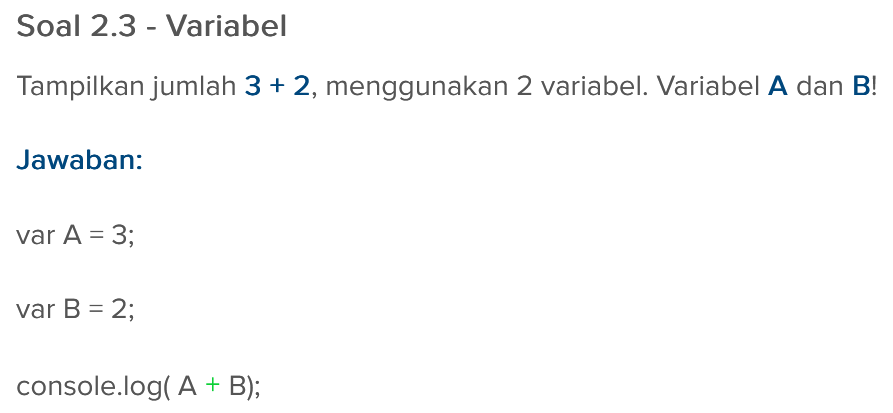 Soal 2.3 - Variabel
Tampilkan jumlah 3 + 2, menggunakan 2 variabel. Variabel A dan B!
Jawaban:
var A = 3;
var B = 2;
console.log( A + B);